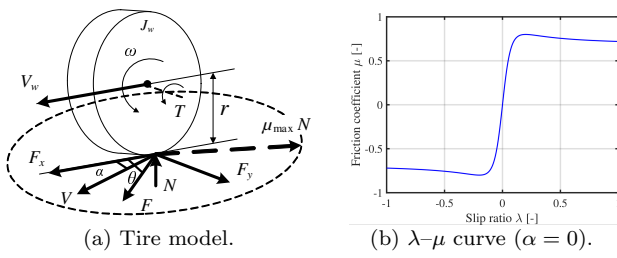 J_w
ω
V_w
T
r
μ_max N
F_x
α
θ
V
F
N
F_y
(a) Tire model.
Friction coefficient μ [-]
1
0.5
0
-0.5
-1
-1
-0.5
0
0.5
Slip ratio λ [-]
(b) λ–μ curve (α = 0).